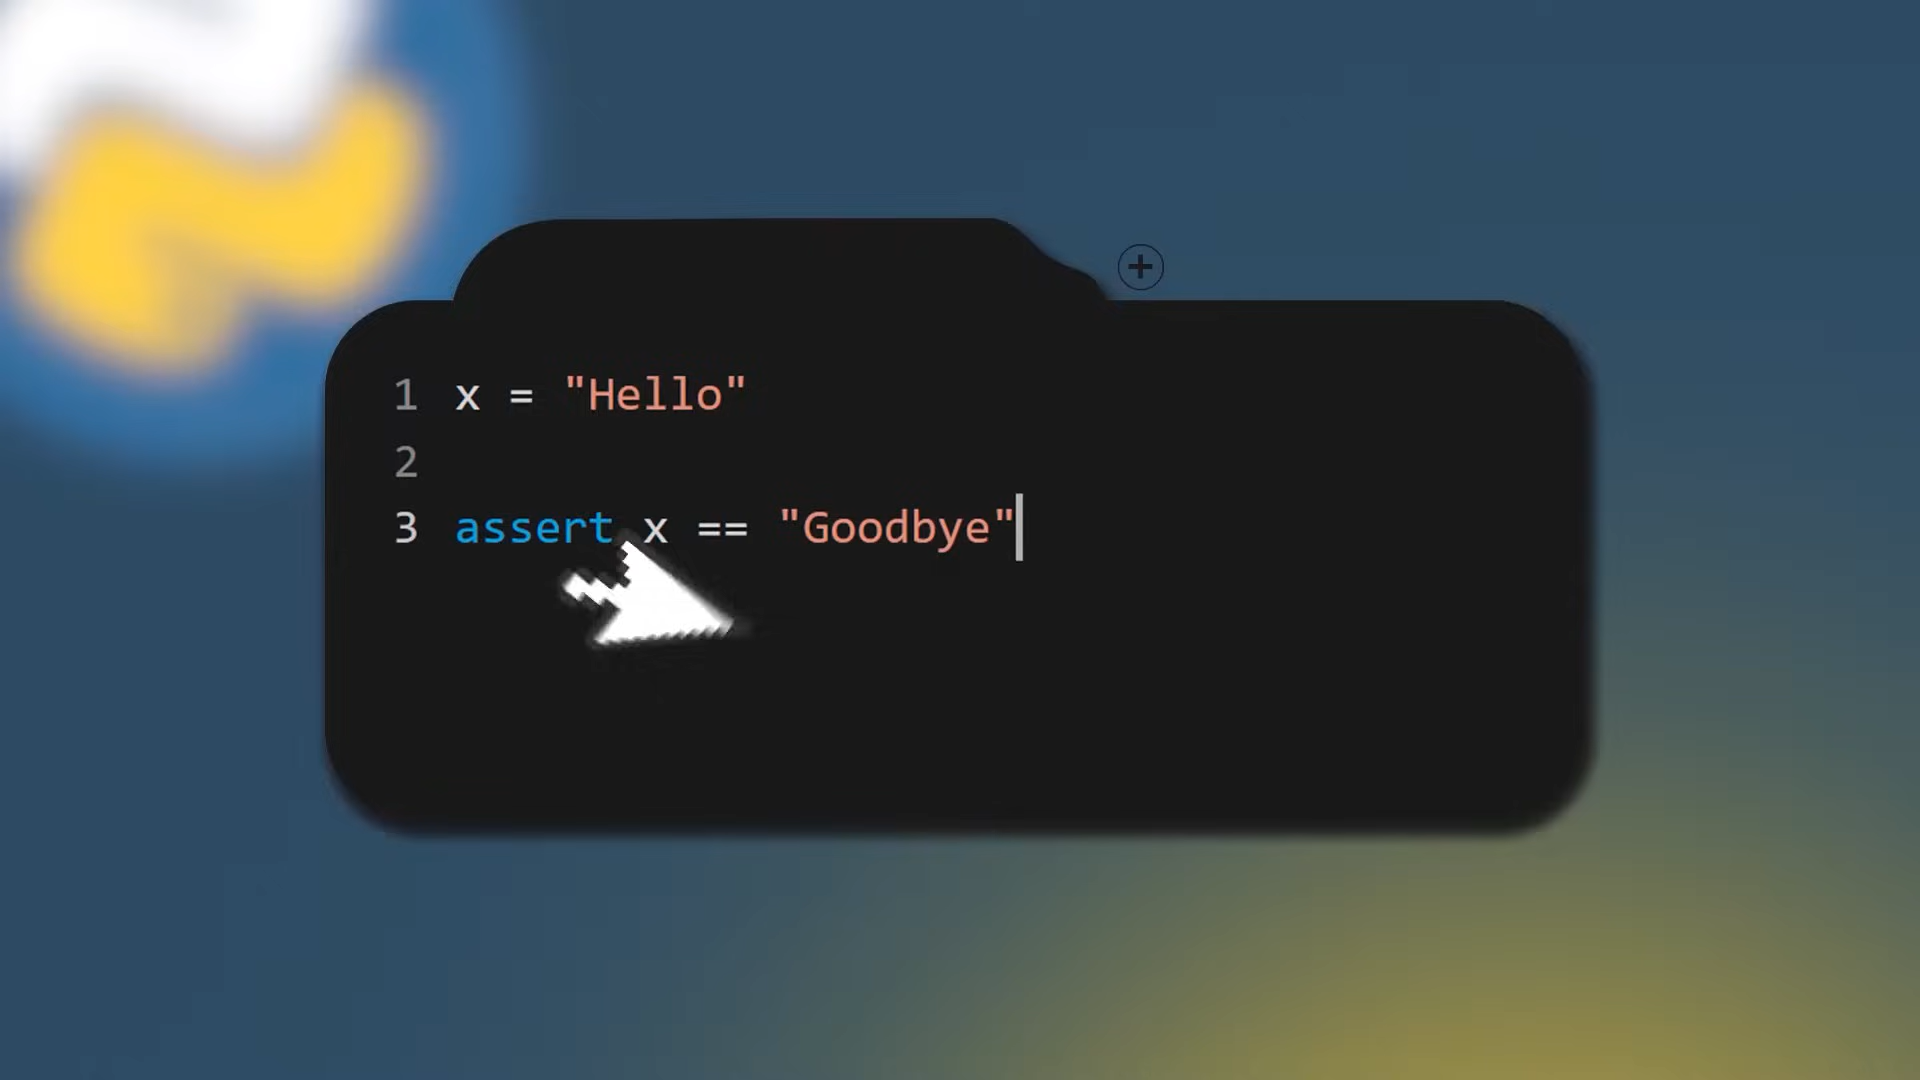 1 x = "Hello"
2
3 assert x == "Goodbye"